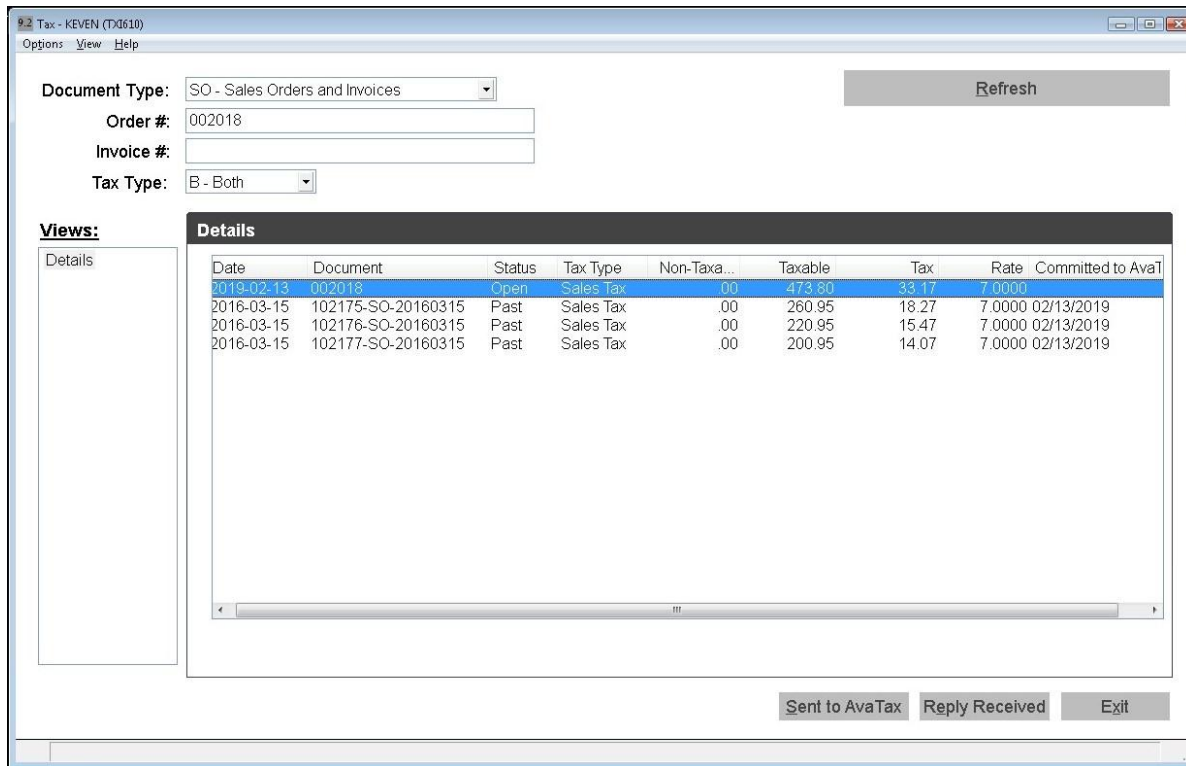 9.2 Tax - KEVEN (TXI610)
Options View Help
Document Type: SO - Sales Orders and Invoices
Refresh
Order #: 002018
Invoice #:
Tax Type: B - Both
Views:
Details
Details
Date Document Status Tax Type Non-Taxa... Taxable Tax Rate Committed to AvaT
2019-02-13 002018 Open Sales Tax .00 473.80 33.17 7.0000
2016-03-15 102175-SO-20160315 Past Sales Tax .00 260.95 18.27 7.0000 02/13/2019
2016-03-15 102176-SO-20160315 Past Sales Tax .00 220.95 15.47 7.0000 02/13/2019
2016-03-15 102177-SO-20160315 Past Sales Tax .00 200.95 14.07 7.0000 02/13/2019
Sent to AvaTax Reply Received Exit